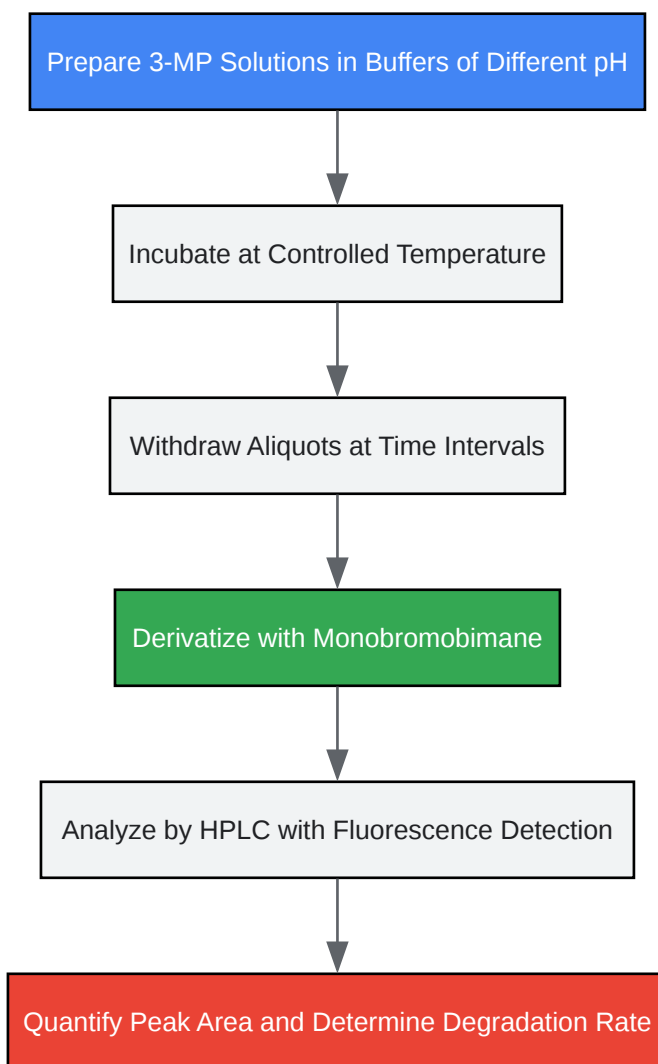 Prepare 3-MP Solutions in Buffers of Different pH
Incubate at Controlled Temperature
Withdraw Aliquots at Time Intervals
Derivatize with Monobromobimane
Analyze by HPLC with Fluorescence Detection
Quantify Peak Area and Determine Degradation Rate